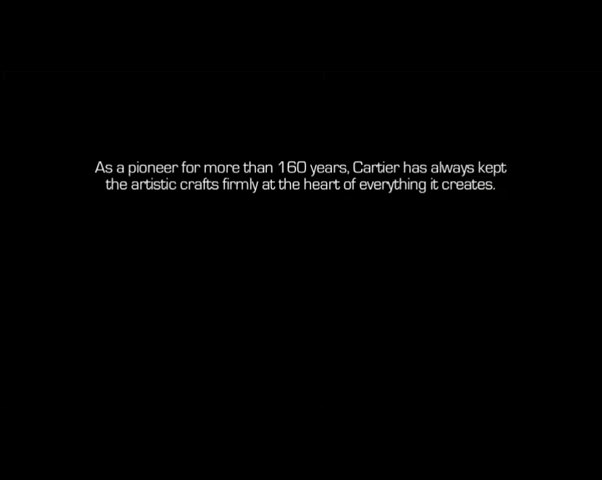 As a pioneer for more than 160 years, Cartier has always kept
the artistic crafts firmly at the heart of everything it creates.